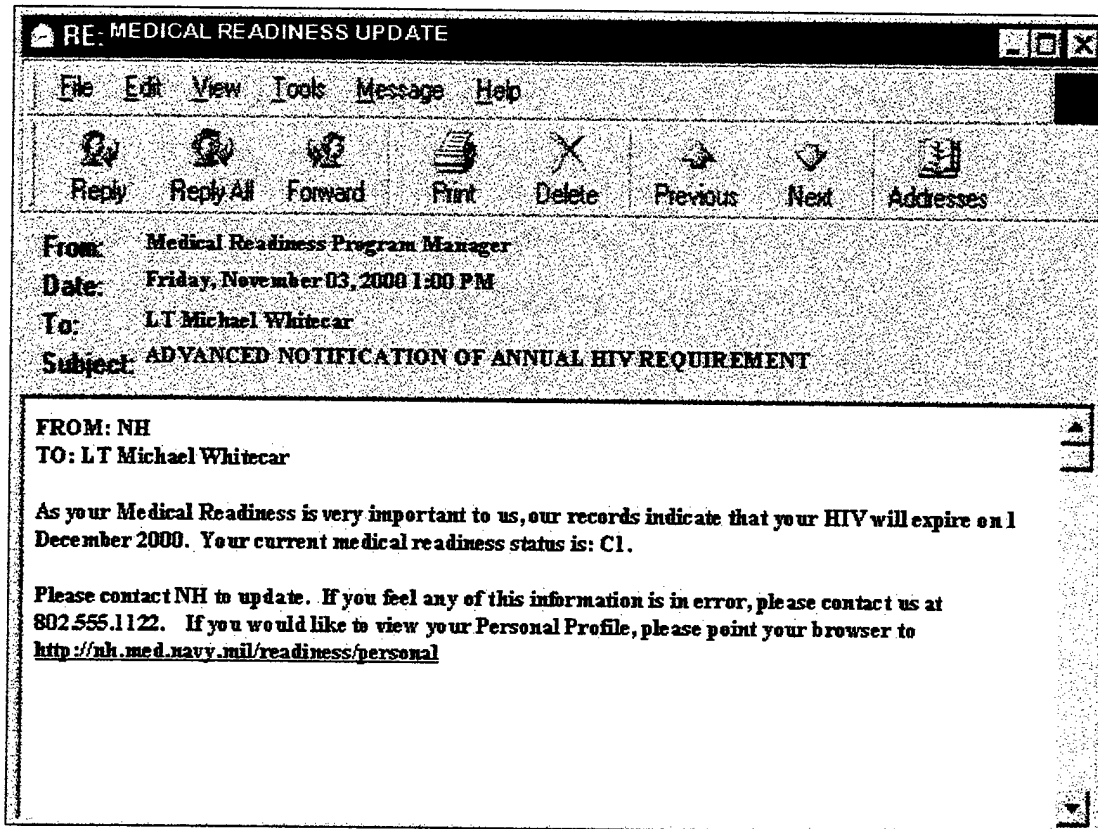 RE: MEDICAL READINESS UPDATE
File Edit View Tools Message Help
Reply Reply All Forward Print Delete Previous Next Addresses
From: Medical Readiness Program Manager
Date: Friday, November 03, 2000 1:00 PM
To: LT Michael Whitecar
Subject: ADVANCED NOTIFICATION OF ANNUAL HIV REQUIREMENT
FROM: NH
TO: LT Michael Whitecar
As your Medical Readiness is very important to us, our records indicate that your HIV will expire on 1
December 2000. Your current medical readiness status is: C1.
Please contact NH to update. If you feel any of this information is in error, please contact us at
802.555.1122. If you would like to view your Personal Profile, please point your browser to
http://nh.med.navy.mil/readiness/personal